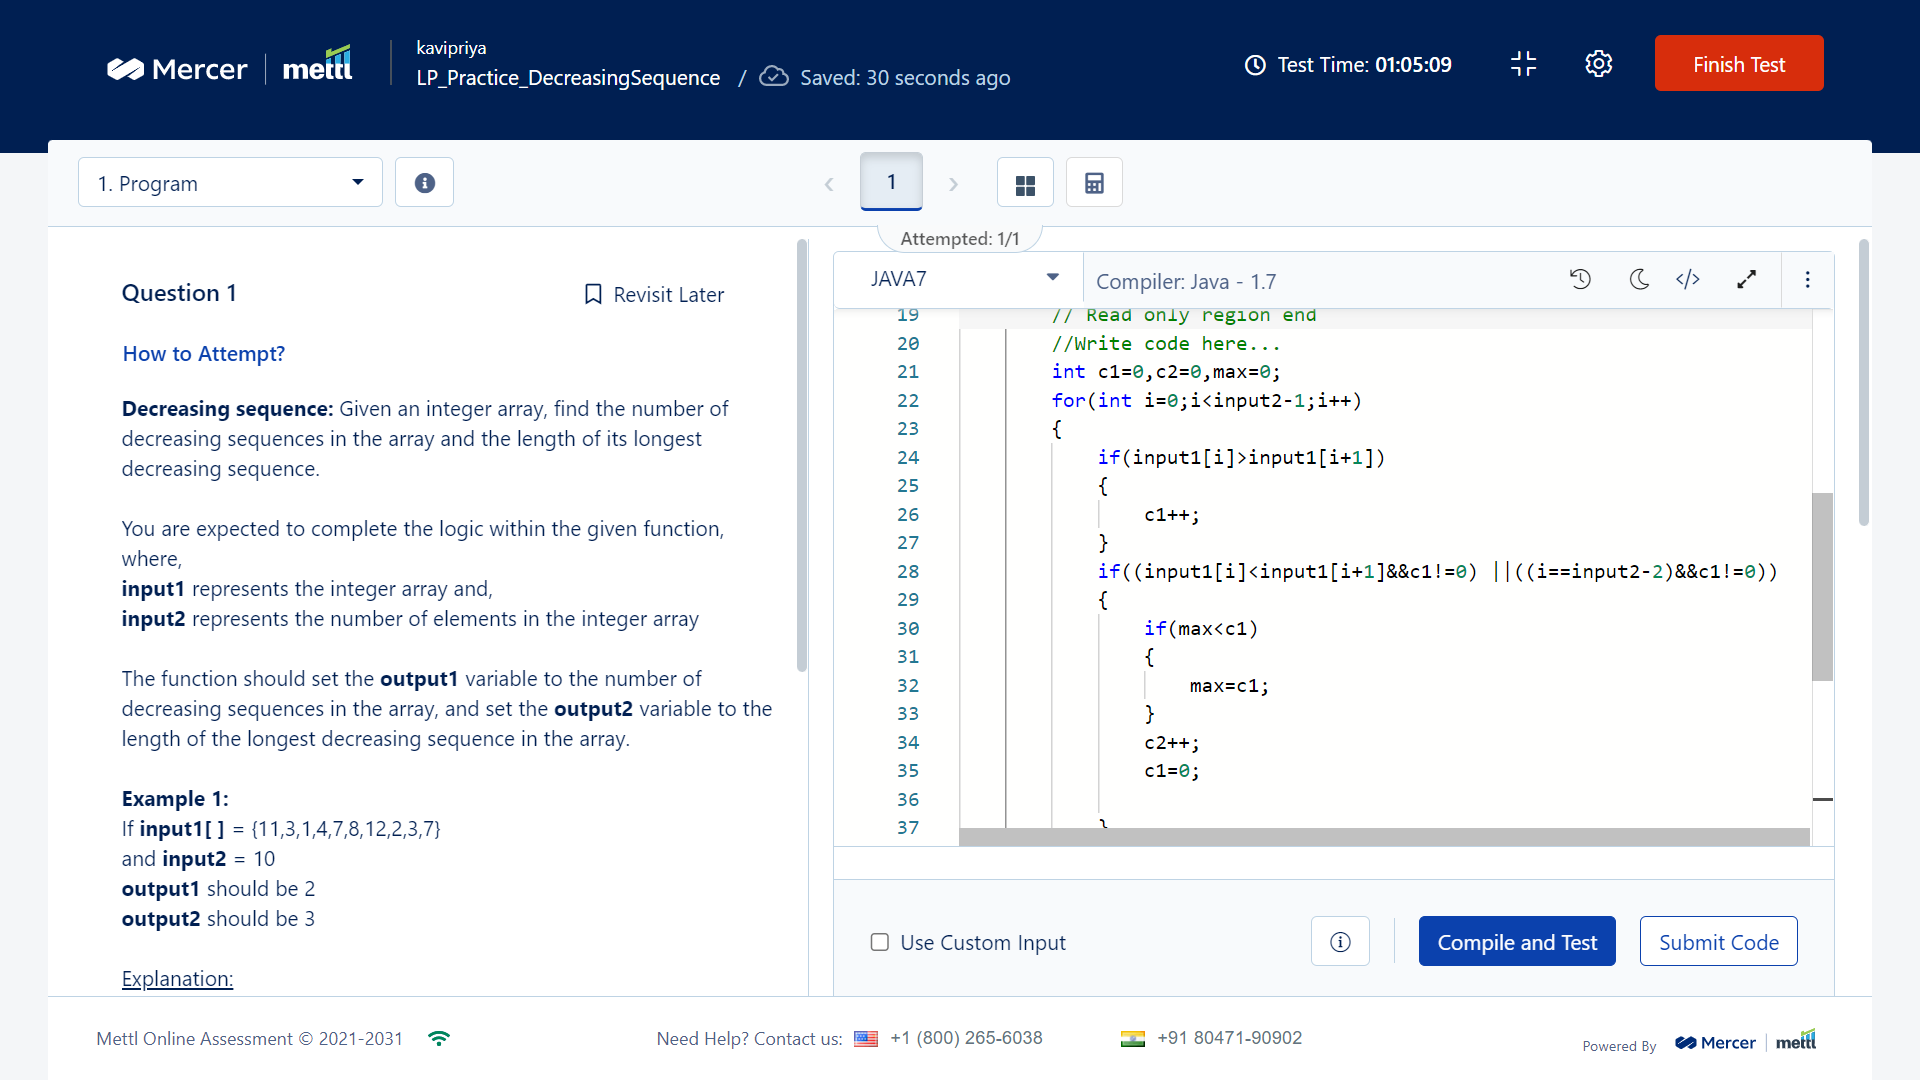 Mercer mettl
kavipriya
LP_Practice_DecreasingSequence / Saved: 30 seconds ago
Test Time: 01:05:09
Finish Test
1. Program
1
Attempted: 1/1
Question 1
Revisit Later
How to Attempt?
Decreasing sequence: Given an integer array, find the number of
decreasing sequences in the array and the length of its longest
decreasing sequence.
You are expected to complete the logic within the given function,
where,
input1 represents the integer array and,
input2 represents the number of elements in the integer array
The function should set the output1 variable to the number of
decreasing sequences in the array, and set the output2 variable to the
length of the longest decreasing sequence in the array.
Example 1:
If input1[ ] = {11,3,1,4,7,8,12,2,3,7}
and input2 = 10
output1 should be 2
output2 should be 3
Explanation:
JAVA7
Compiler: Java - 1.7
19 // Read only region end
20 //Write code here...
21 int c1=0,c2=0,max=0;
22 for(int i=0;i<input2-1;i++)
23 {
24 if(input1[i]>input1[i+1])
25 {
26 c1++;
27 }
28 if((input1[i]<input1[i+1]&&c1!=0) ||((i==input2-2)&&c1!=0))
29 {
30 if(max<c1)
31 {
32 max=c1;
33 }
34 c2++;
35 c1=0;
36
37 }
Use Custom Input
Compile and Test
Submit Code
Mettl Online Assessment © 2021-2031
Need Help? Contact us: +1 (800) 265-6038
+91 80471-90902
Powered By Mercer mettl